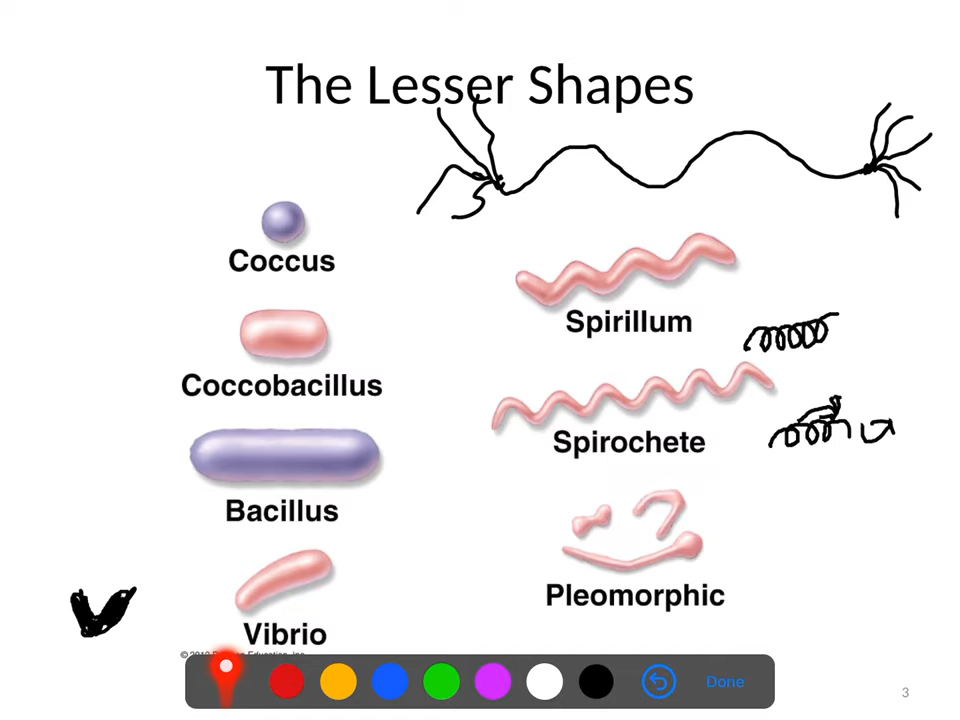 The Lesser Shapes
Coccus
Coccobacillus
Bacillus
Vibrio
Spirillum
Spirochete
Pleomorphic
Done
3